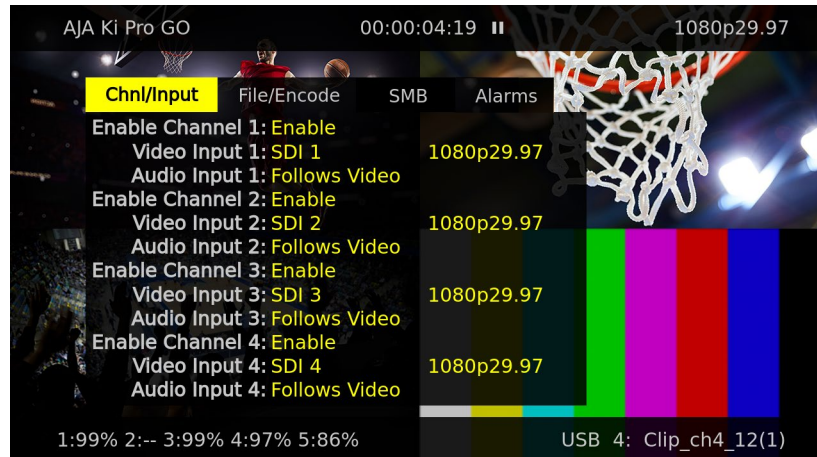 AJA Ki Pro GO 00:00:04:19 ⏸ 1080p29.97
Chnl/Input File/Encode SMB Alarms
Enable Channel 1: Enable
Video Input 1: SDI 1 1080p29.97
Audio Input 1: Follows Video
Enable Channel 2: Enable
Video Input 2: SDI 2 1080p29.97
Audio Input 2: Follows Video
Enable Channel 3: Enable
Video Input 3: SDI 3 1080p29.97
Audio Input 3: Follows Video
Enable Channel 4: Enable
Video Input 4: SDI 4 1080p29.97
Audio Input 4: Follows Video
1:99% 2:-- 3:99% 4:97% 5:86% USB 4: Clip_ch4_12(1)